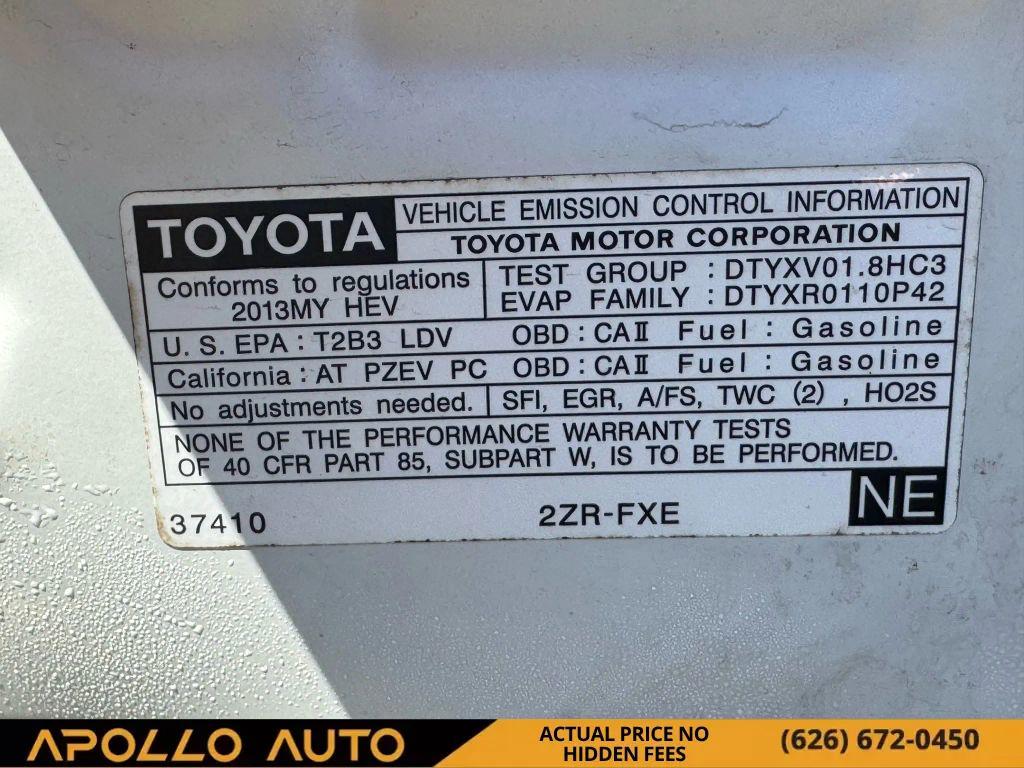 TOYOTA
VEHICLE EMISSION CONTROL INFORMATION
TOYOTA MOTOR CORPORATION
Conforms to regulations
2013MY HEV
TEST GROUP : DTYXV01.8HC3
EVAP FAMILY : DTYXR0110P42
U. S. EPA : T2B3 LDV OBD : CAⅡ Fuel : Gasoline
California : AT PZEV PC OBD : CAⅡ Fuel : Gasoline
No adjustments needed. SFI, EGR, A/FS, TWC (2) , HO2S
NONE OF THE PERFORMANCE WARRANTY TESTS
OF 40 CFR PART 85, SUBPART W, IS TO BE PERFORMED.
37410 2ZR-FXE NE
APOLLO AUTO
ACTUAL PRICE NO
HIDDEN FEES
(626) 672-0450